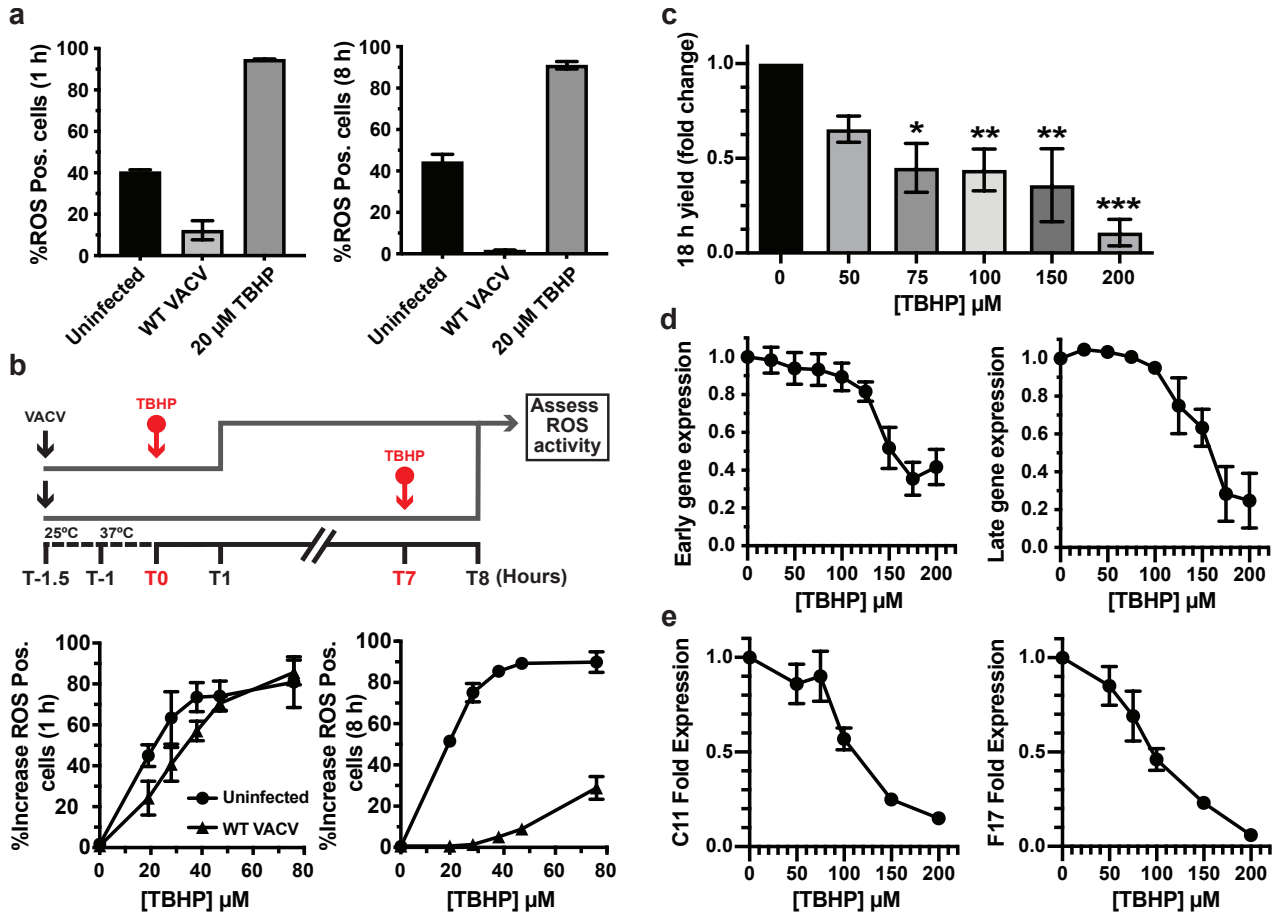 a
%ROS Pos. cells (1 h)
100
80
60
40
20
0
Uninfected
WT VACV
20 µM TBHP
%ROS Pos. cells (8 h)
100
80
60
40
20
0
Uninfected
WT VACV
20 µM TBHP
b
VACV
TBHP
TBHP
Assess
ROS
activity
25ºC
37ºC
T-1.5
T-1
T0
T1
T7
T8 (Hours)
%Increase ROS Pos.
cells (1 h)
100
80
60
40
20
0
Uninfected
WT VACV
0 20 40 60 80
[TBHP] µM
%Increase ROS Pos.
cells (8 h)
100
80
60
40
20
0
0 20 40 60 80
[TBHP] µM
c
18 h yield (fold change)
1.0
0.5
0.0
* ** ** ***
0 50 75 100 150 200
[TBHP] µM
d
Early gene expression
1.0
0.8
0.6
0.4
0.2
0.0
0 50 100 150 200
[TBHP] µM
Late gene expression
1.0
0.8
0.6
0.4
0.2
0.0
0 50 100 150 200
[TBHP] µM
e
C11 Fold Expression
1.0
0.5
0.0
0 50 100 150 200
[TBHP] µM
F17 Fold Expression
1.0
0.5
0.0
0 50 100 150 200
[TBHP] µM